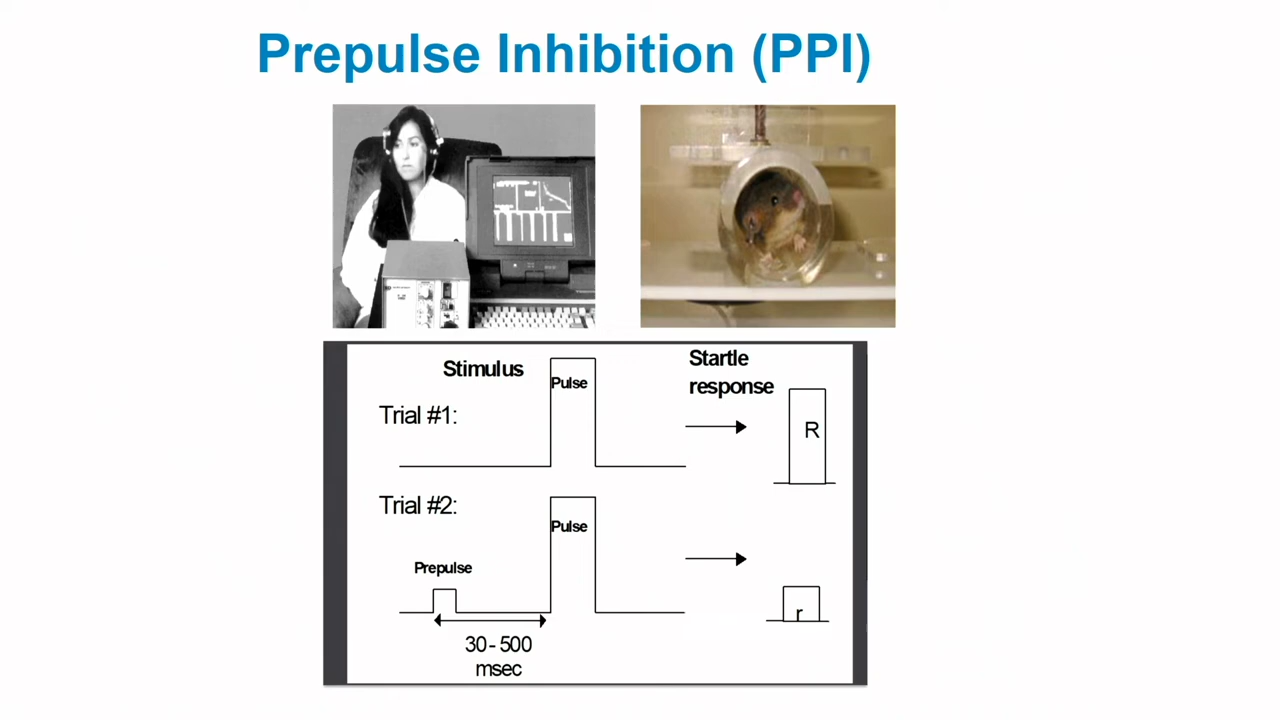 Prepulse Inhibition (PPI)
Stimulus
Pulse
Startle
response
Trial #1:
R
Trial #2:
Pulse
Prepulse
r
30-500
msec